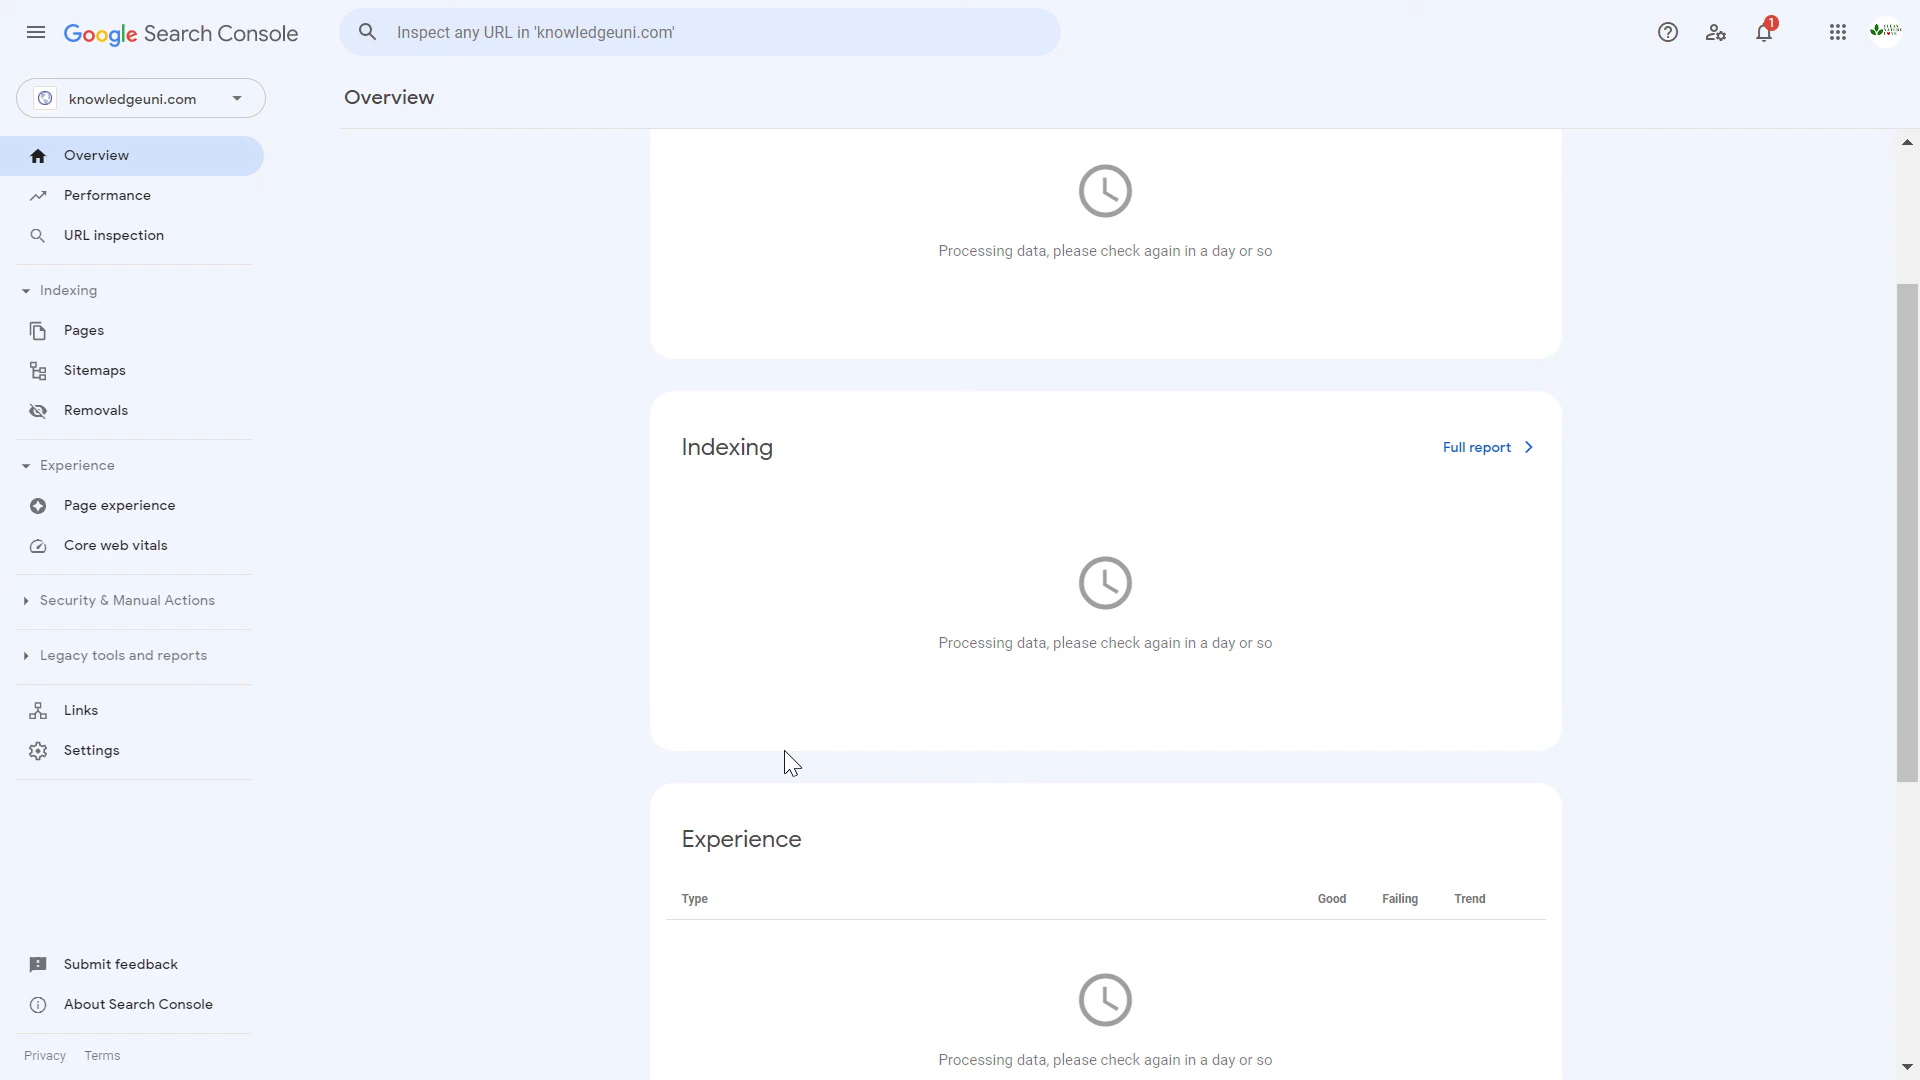 Google Search Console
Inspect any URL in 'knowledgeuni.com'
1
knowledgeuni.com
Overview
Overview
Performance
URL inspection
Indexing
Pages
Sitemaps
Removals
Experience
Page experience
Core web vitals
Security & Manual Actions
Legacy tools and reports
Links
Settings
Submit feedback
About Search Console
Privacy Terms
Processing data, please check again in a day or so
Indexing
Full report
Processing data, please check again in a day or so
Experience
Type Good Failing Trend
Processing data, please check again in a day or so